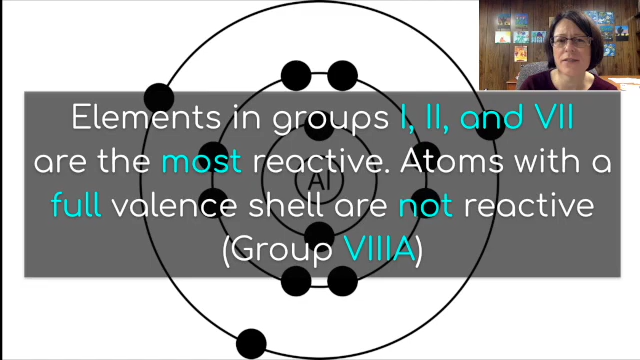 Elements in groups I, II, and VII
are the most reactive. Atoms with a
full valence shell are not reactive
(Group VIIIA)
Al